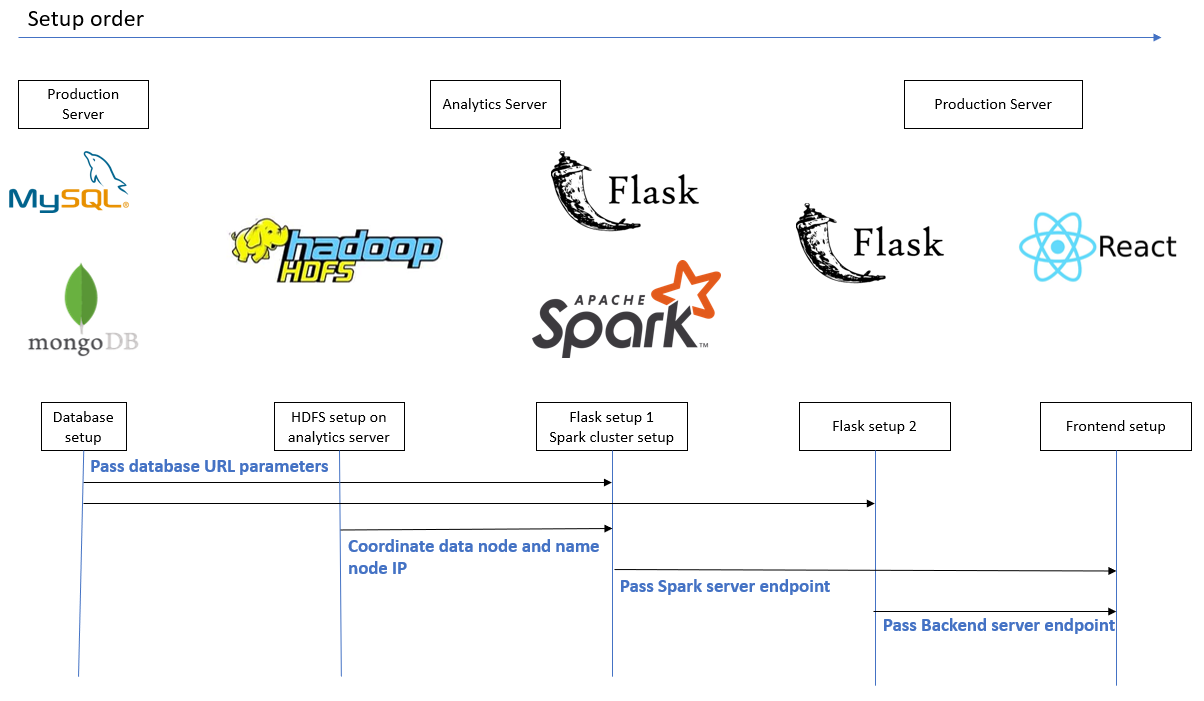 Setup order
Production
Server
Analytics Server
Production Server
MySQL®
hadoop
HDFS
Flask
Flask
React
mongoDB
APACHE
Spark™
Database
setup
HDFS setup on
analytics server
Flask setup 1
Spark cluster setup
Flask setup 2
Frontend setup
Pass database URL parameters
Coordinate data node and name
node IP
Pass Spark server endpoint
Pass Backend server endpoint